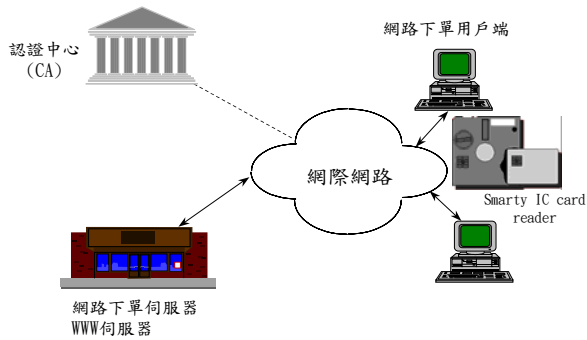 認證中心
(CA)
網路下單用戶端
網際網路
Smarty IC card
reader
網路下單伺服器
WWW伺服器